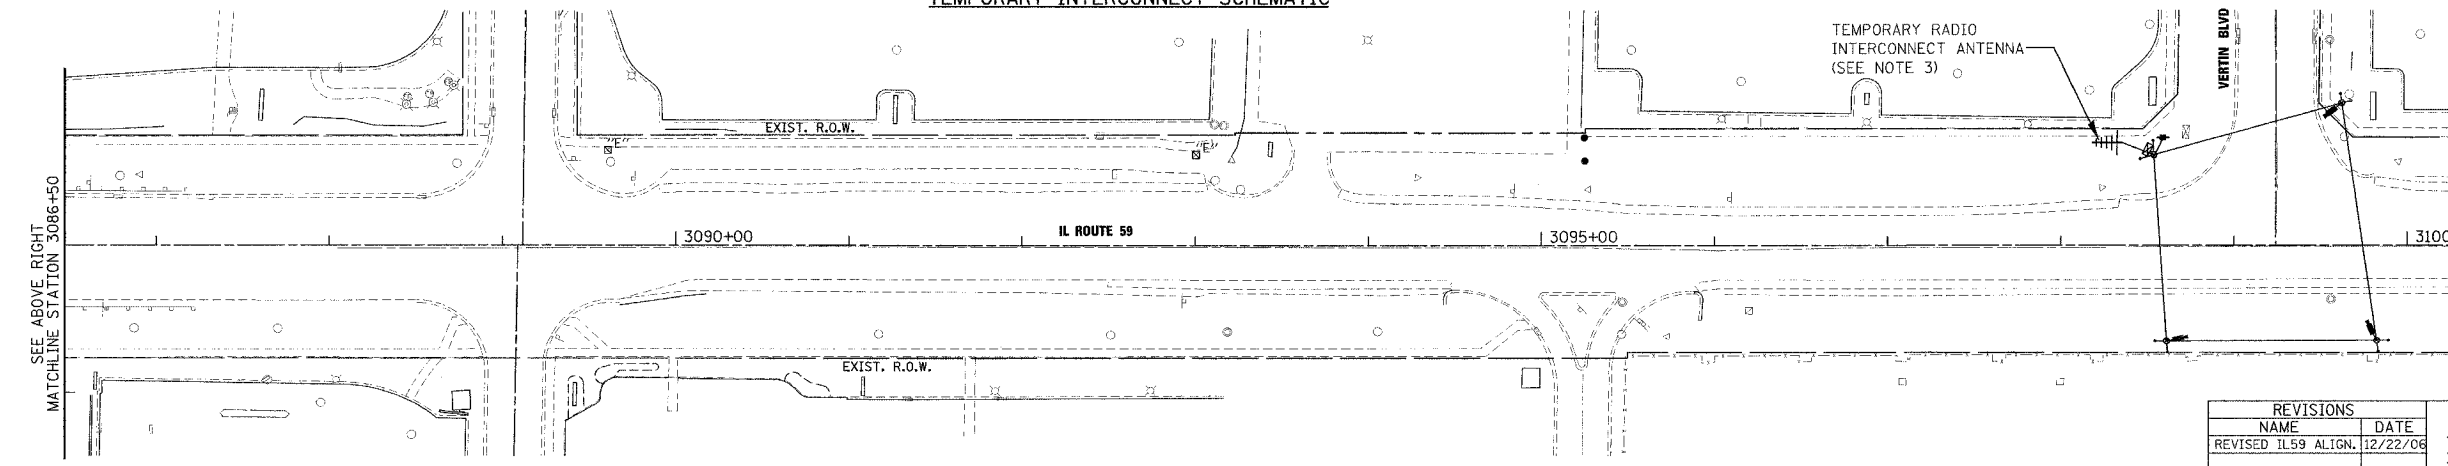 TEMPORARY INTERCONNECT SCHEMATIC
TEMPORARY RADIO
INTERCONNECT ANTENNA
(SEE NOTE 3)
VERTIN BLVD
EXIST. R.O.W.
"E"
"E"
SEE ABOVE RIGHT
MATCHLINE STATION 3086+50
3090+00
IL ROUTE 59
3095+00
3100
EXIST. R.O.W.
REVISIONS
NAME DATE
REVISED IL59 ALIGN. 12/22/06